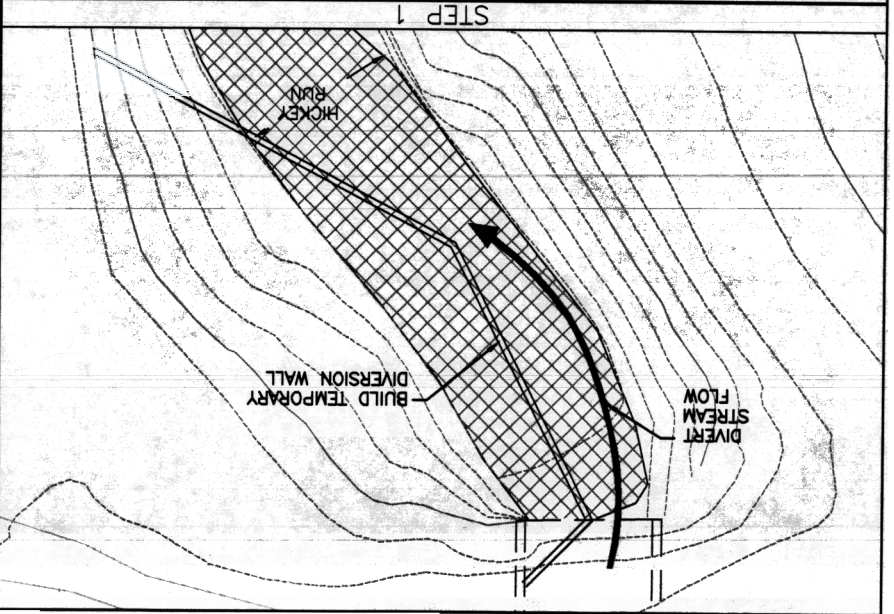 DIVERT
STREAM
FLOW
BUILD TEMPORARY
DIVERSION WALL
HICKEY
RUN
STEP 1